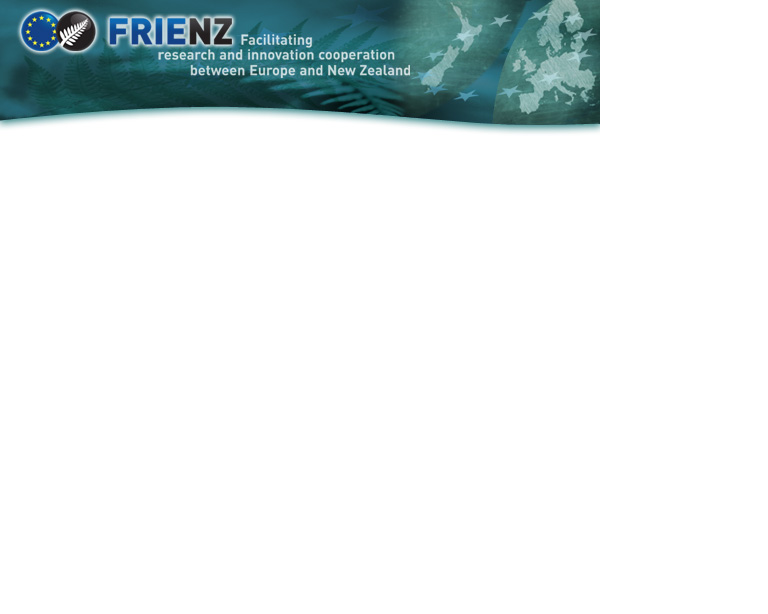 FRIENZ Facilitating
research and innovation cooperation
between Europe and New Zealand